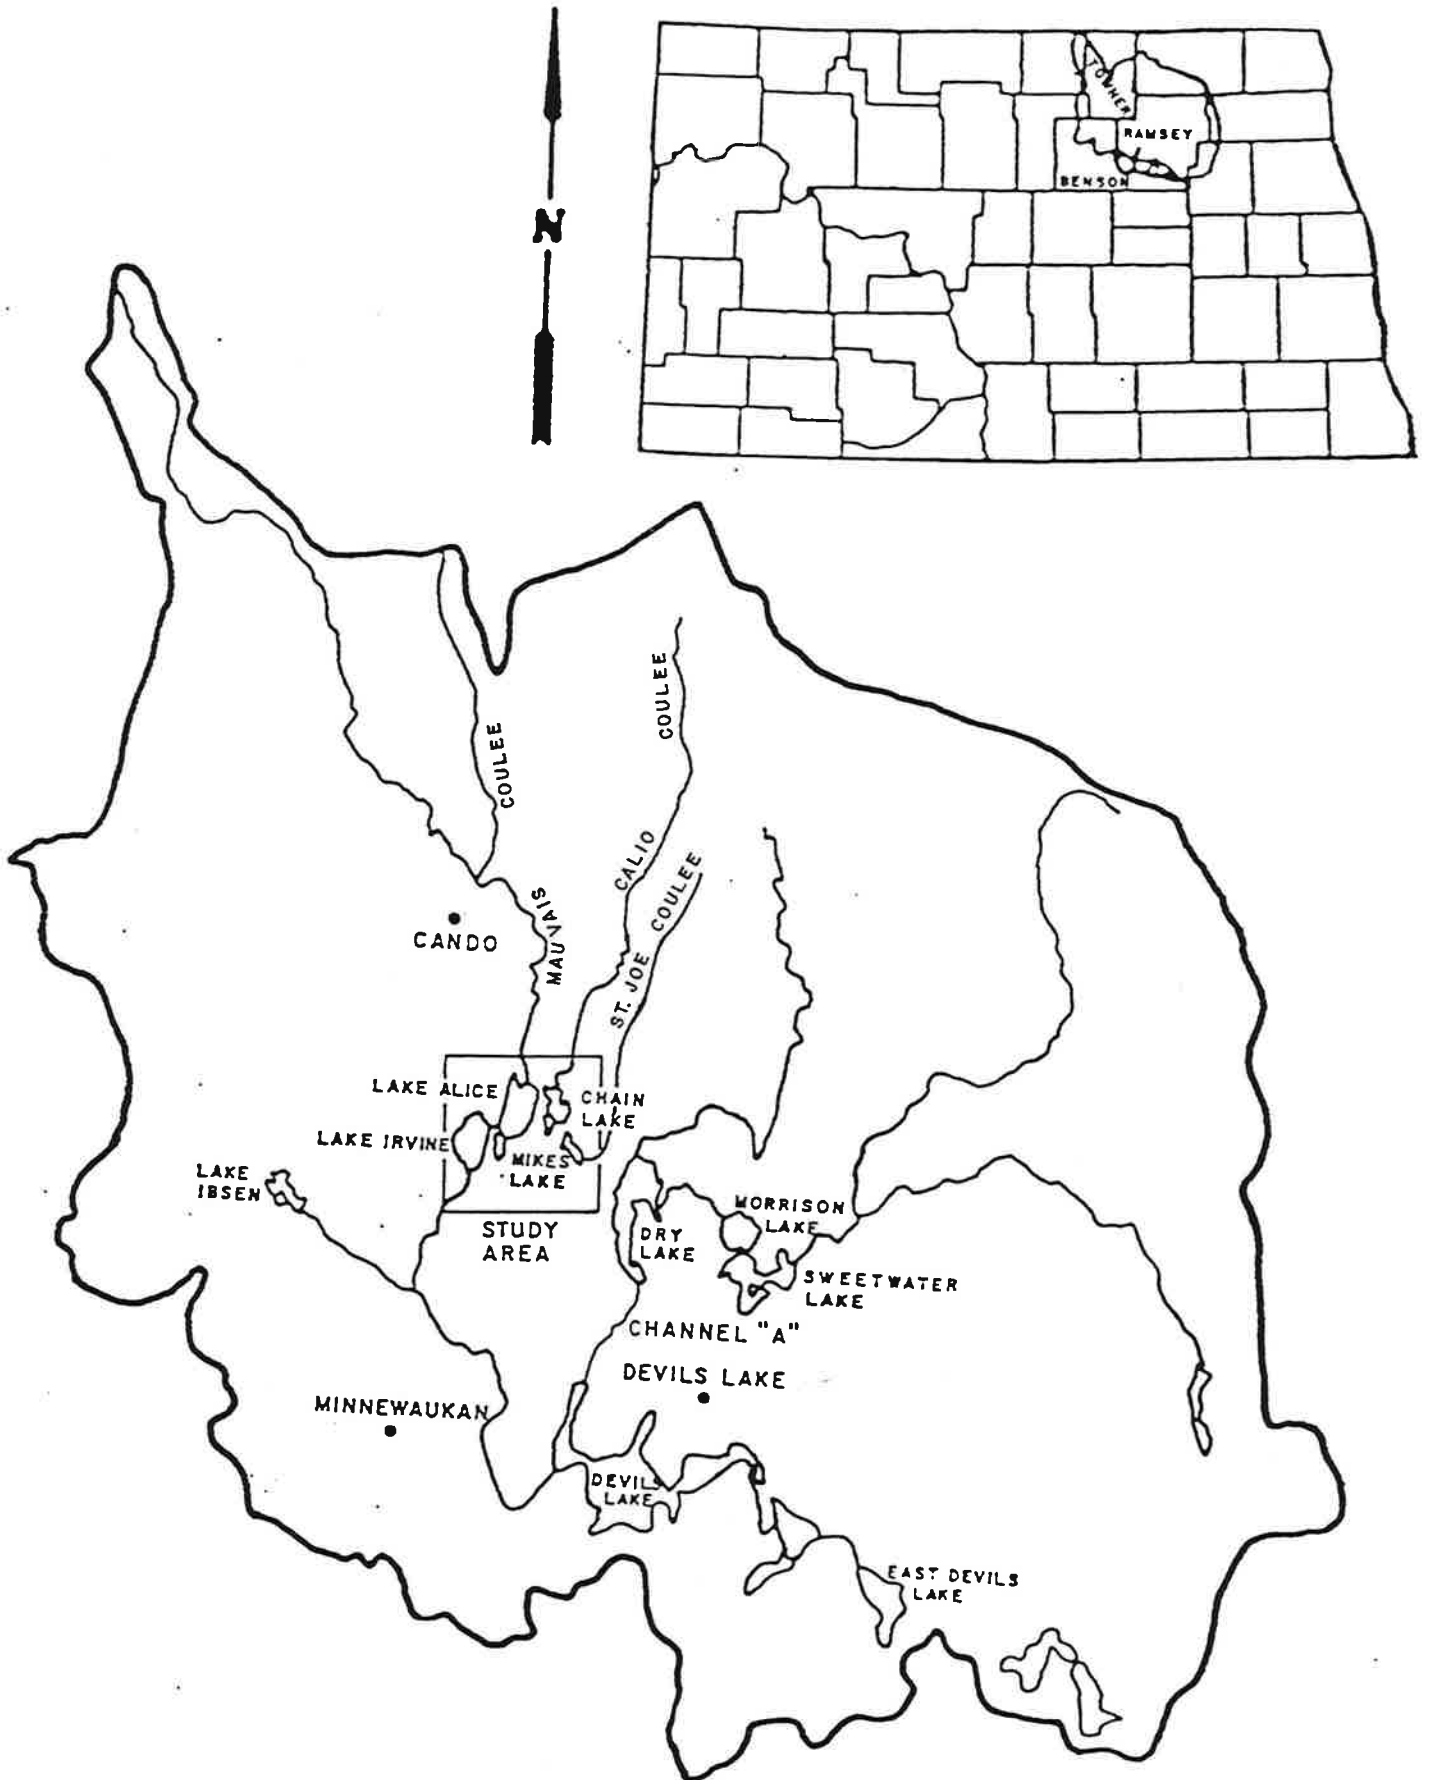 N
TOWNER
RAMSEY
BENSON
COULEE
COULEE
CALIO
ST. JOE COULEE
MAUVAIS
CANDO
LAKE ALICE
CHAIN
LAKE
LAKE IRVINE
MIKES
LAKE
LAKE
IBSEN
STUDY
AREA
MORRISON
LAKE
DRY
LAKE
SWEETWATER
LAKE
CHANNEL "A"
DEVILS LAKE
MINNEWAUKAN
DEVILS
LAKE
EAST DEVILS
LAKE